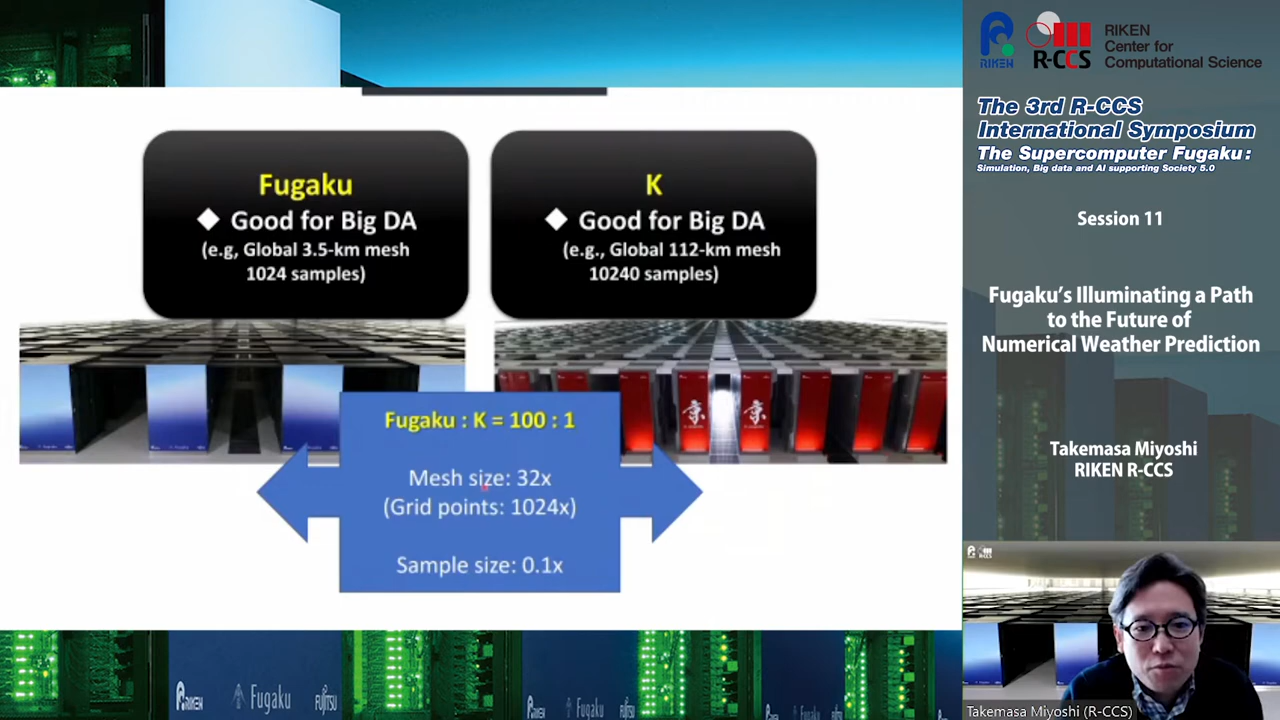 Fugaku
Good for Big DA
(e.g, Global 3.5-km mesh
1024 samples)
K
Good for Big DA
(e.g., Global 112-km mesh
10240 samples)
京
京
Fugaku : K = 100 : 1
Mesh size: 32x
(Grid points: 1024x)
Sample size: 0.1x
RIKEN
Fugaku
FUJITSU
RIKEN
R-CCS
RIKEN
Center for
Computational Science
The 3rd R-CCS
International Symposium
The Supercomputer Fugaku :
Simulation, Big data and AI supporting Society 5.0
Session 11
Fugaku's Illuminating a Path
to the Future of
Numerical Weather Prediction
Takemasa Miyoshi
RIKEN R-CCS
Takemasa Miyoshi (R-CCS)